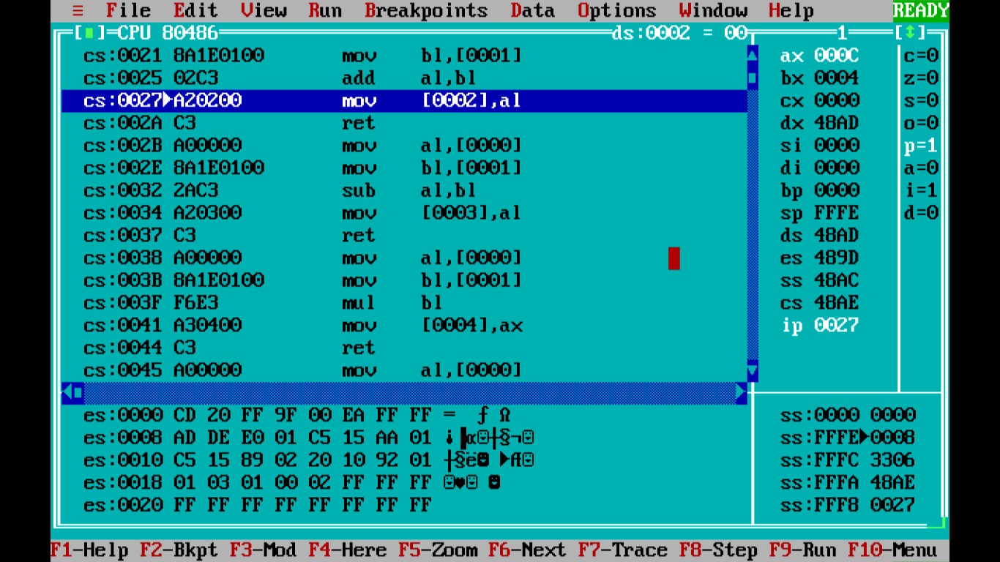 ≡ File Edit View Run Breakpoints Data Options Window Help READY
[■]=CPU 80486 ds:0002 = 00 1 [↕]
cs:0021 8A1E0100 mov bl,[0001] ax 000C c=0
cs:0025 02C3 add al,bl bx 0004 z=0
cs:0027►A20200 mov [0002],al cx 0000 s=0
cs:002A C3 ret dx 48AD o=0
cs:002B A00000 mov al,[0000] si 0000 p=1
cs:002E 8A1E0100 mov bl,[0001] di 0000 a=0
cs:0032 2AC3 sub al,bl bp 0000 i=1
cs:0034 A20300 mov [0003],al sp FFFE d=0
cs:0037 C3 ret ds 48AD
cs:0038 A00000 mov al,[0000] es 489D
cs:003B 8A1E0100 mov bl,[0001] ss 48AC
cs:003F F6E3 mul bl cs 48AE
cs:0041 A30400 mov [0004],ax ip 0027
cs:0044 C3 ret
cs:0045 A00000 mov al,[0000]
es:0000 CD 20 FF 9F 00 EA FF FF = ƒ Ω ss:0000 0000
es:0008 AD DE E0 01 C5 15 AA 01 ¡▐α☺┼§¬☺ ss:FFFE►0008
es:0010 C5 15 89 02 20 10 92 01 ┼§ë☻ ►Æ☺ ss:FFFC 3306
es:0018 01 03 01 00 02 FF FF FF ☺♥☺ ☻ ss:FFFA 48AE
es:0020 FF FF FF FF FF FF FF FF ss:FFF8 0027
F1-Help F2-Bkpt F3-Mod F4-Here F5-Zoom F6-Next F7-Trace F8-Step F9-Run F10-Menu